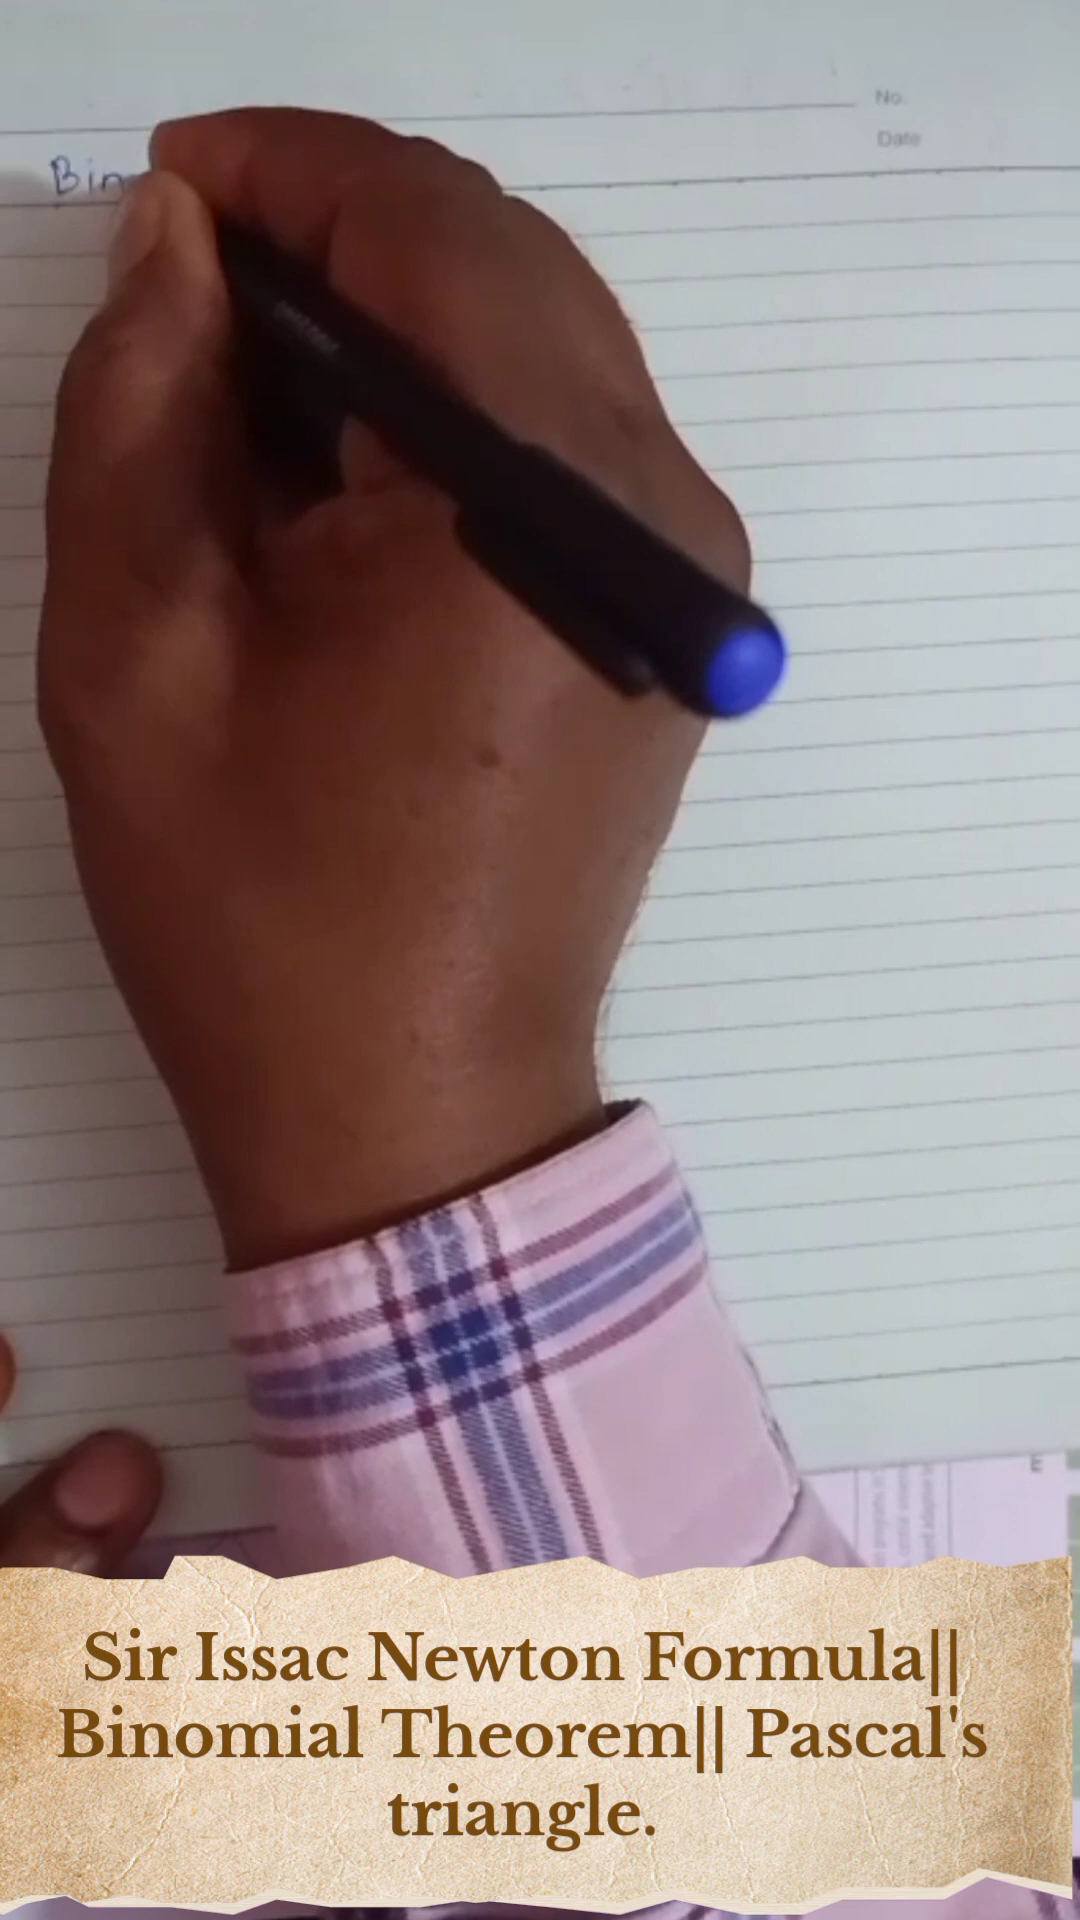 No.
Date
Bin
Sir Issac Newton Formula||
Binomial Theorem|| Pascal's
triangle.